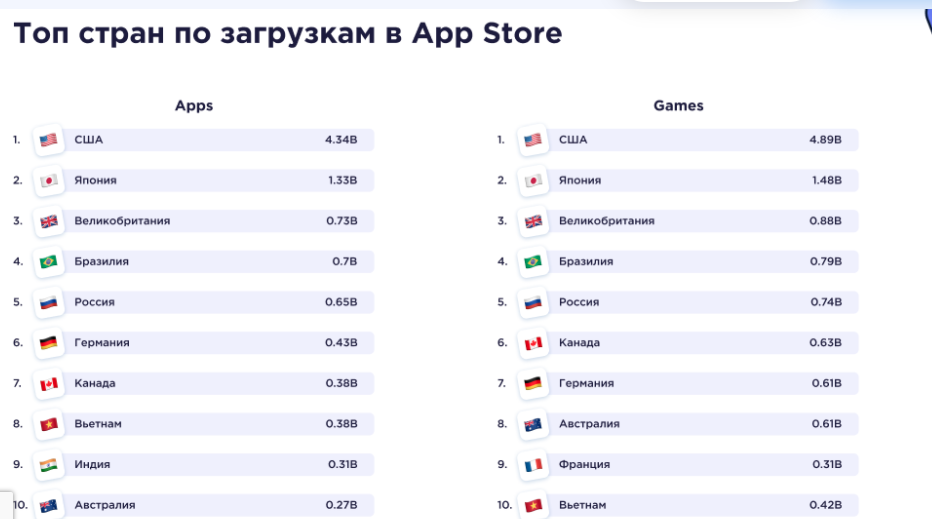 Топ стран по загрузкам в App Store
Apps
1. США 4.34B
2. Япония 1.33B
3. Великобритания 0.73B
4. Бразилия 0.7B
5. Россия 0.65B
6. Германия 0.43B
7. Канада 0.38B
8. Вьетнам 0.38B
9. Индия 0.31B
10. Австралия 0.27B
Games
1. США 4.89B
2. Япония 1.48B
3. Великобритания 0.88B
4. Бразилия 0.79B
5. Россия 0.74B
6. Канада 0.63B
7. Германия 0.61B
8. Австралия 0.61B
9. Франция 0.31B
10. Вьетнам 0.42B